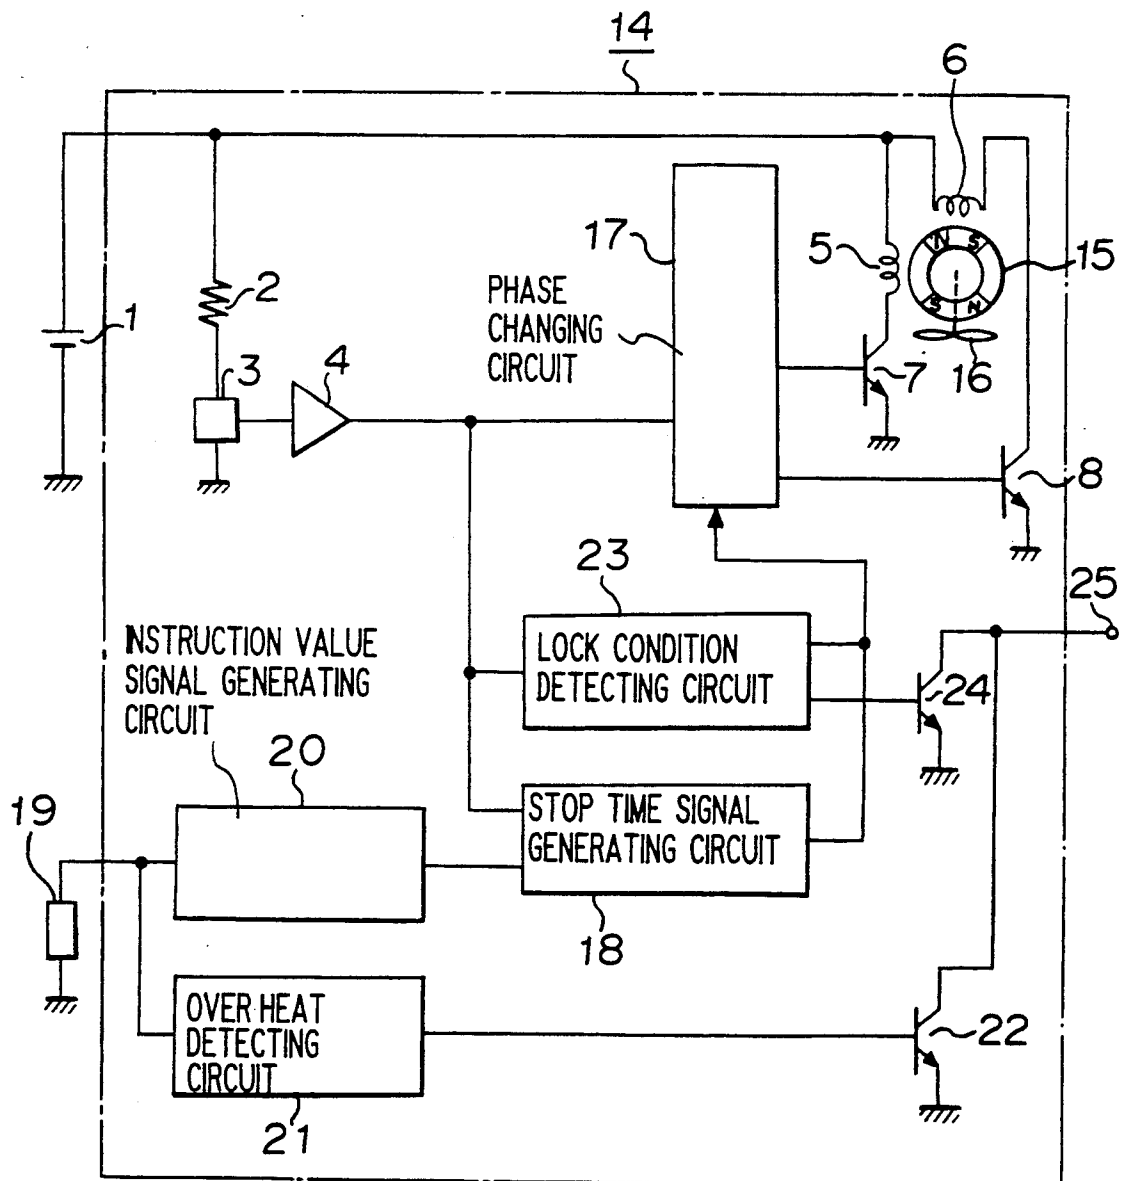 14
6
17
5
N S
S N
15
2
PHASE
CHANGING
CIRCUIT
1
3
4
7
16
8
23
25
INSTRUCTION VALUE
SIGNAL GENERATING
CIRCUIT
LOCK CONDITION
DETECTING CIRCUIT
24
20
19
STOP TIME SIGNAL
GENERATING CIRCUIT
18
OVER HEAT
DETECTING
CIRCUIT
22
21